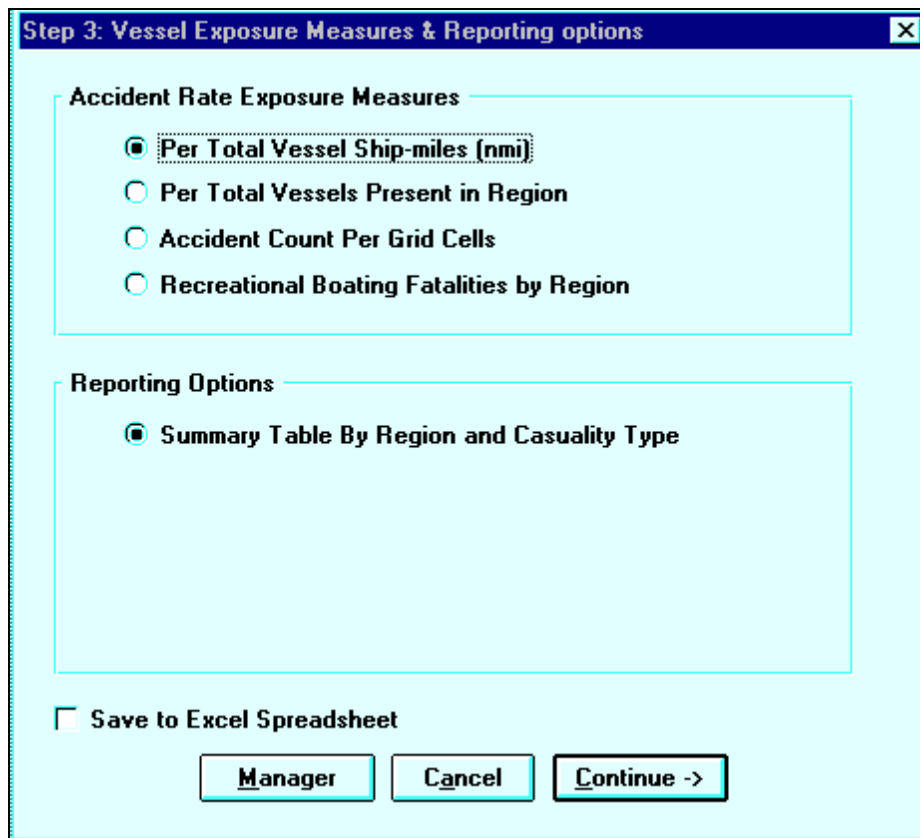 Step 3: Vessel Exposure Measures & Reporting options
Accident Rate Exposure Measures
Per Total Vessel Ship-miles (nmi)
Per Total Vessels Present in Region
Accident Count Per Grid Cells
Recreational Boating Fatalities by Region
Reporting Options
Summary Table By Region and Casuality Type
Save to Excel Spreadsheet
Manager Cancel Continue ->